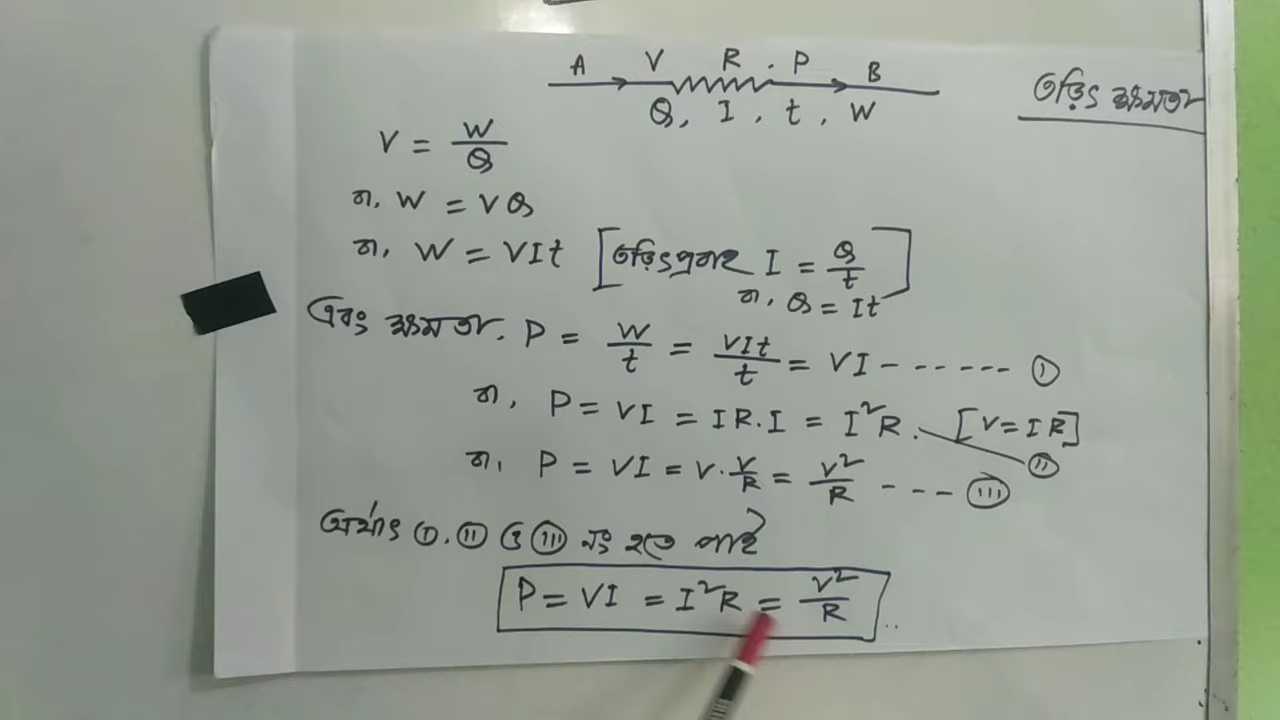 A V R . P B
Q, I, t, W
তড়িৎ ক্ষমতা
V = W/Q
বা, W = VQ
বা, W = VIt [তড়িৎপ্রবাহ I = Q/t
বা, Q = It]
এবং ক্ষমতা, P = W/t = VIt/t = VI ------ (i)
বা, P = VI = IR.I = I²R. [V = IR]
(ii)
বা, P = VI = V.V/R = V²/R --- (iii)
অর্থাৎ (i), (ii) ও (iii) নং হতে পাই
P = VI = I²R = V²/R